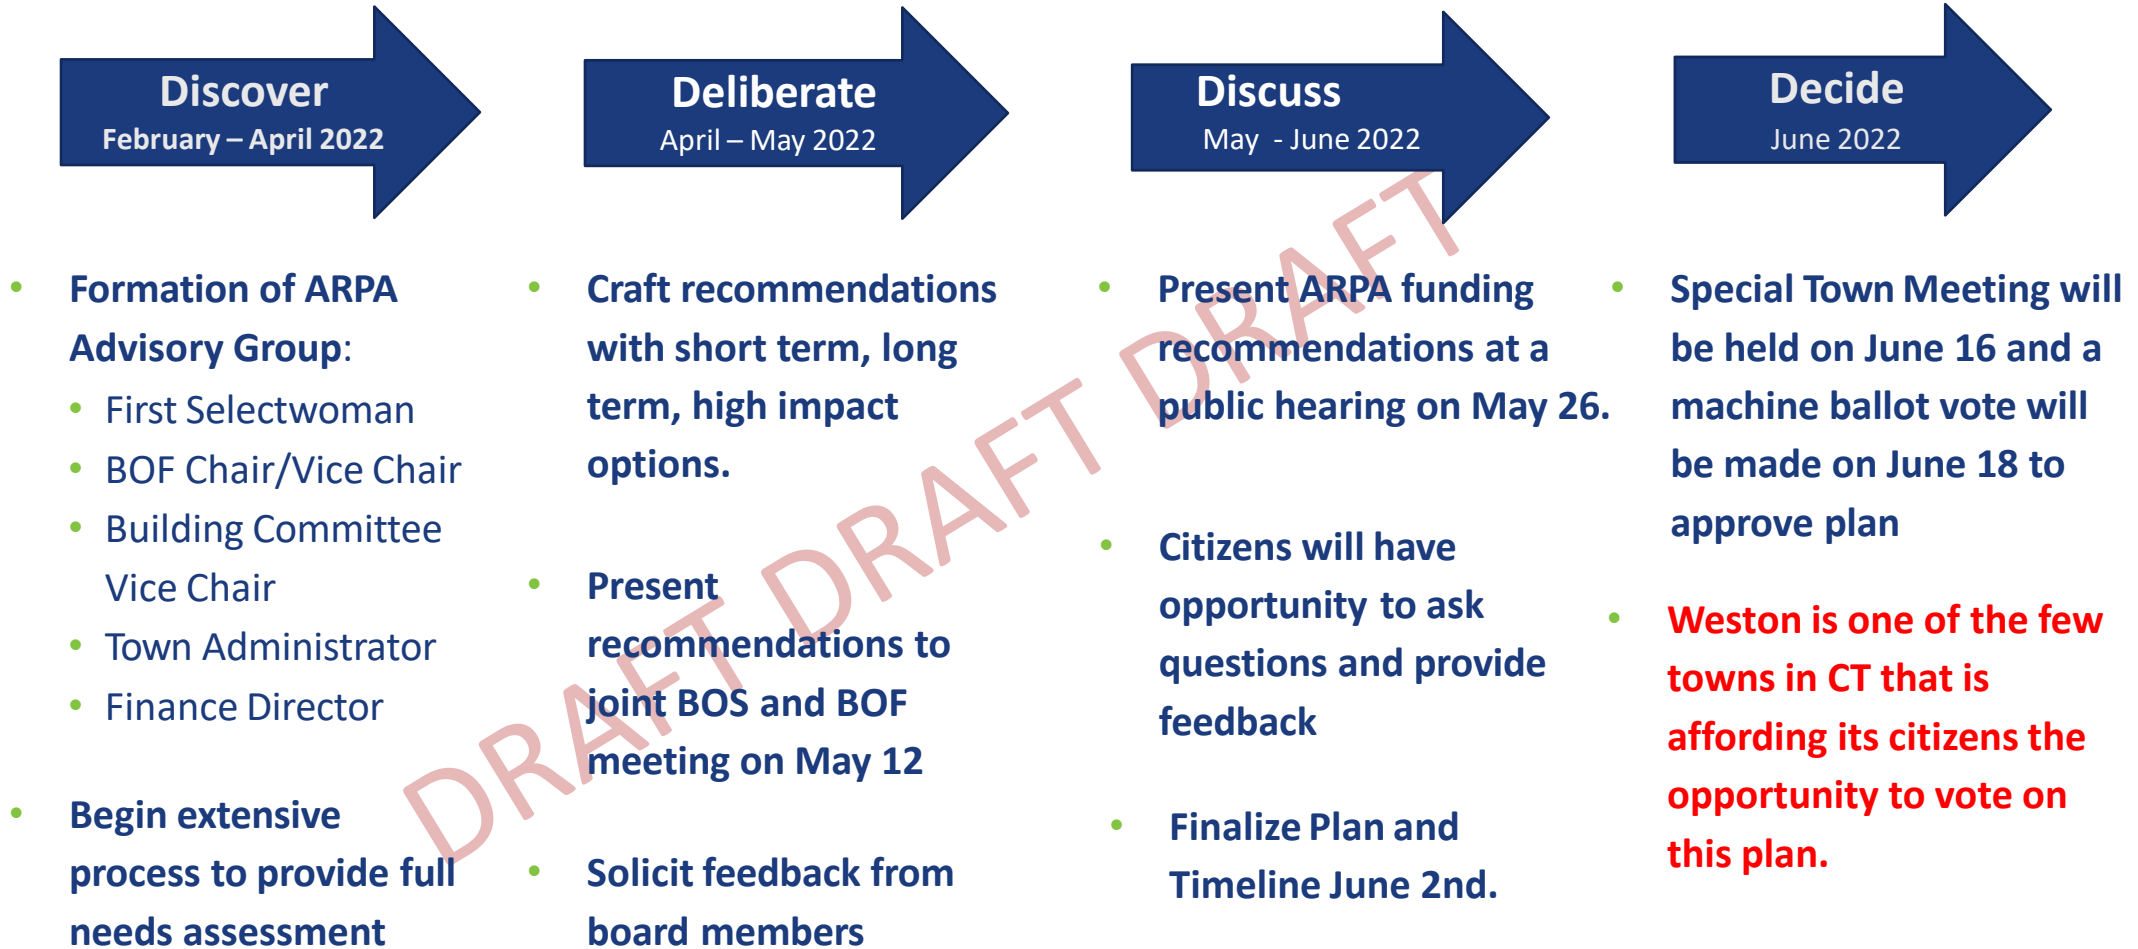 Discover
February – April 2022
Formation of ARPA
Advisory Group:
First Selectwoman
BOF Chair/Vice Chair
Building Committee
Vice Chair
Town Administrator
Finance Director
Begin extensive
process to provide full
needs assessment
Deliberate
April – May 2022
Craft recommendations
with short term, long
term, high impact
options.
Present
recommendations to
joint BOS and BOF
meeting on May 12
Solicit feedback from
board members
Discuss
May  - June 2022
Present ARPA funding
recommendations at a
public hearing on May 26.
Citizens will have
opportunity to ask
questions and provide
feedback
Finalize Plan and
Timeline June 2nd.
Decide
June 2022
Special Town Meeting will
be held on June 16 and a
machine ballot vote will
be made on June 18 to
approve plan
Weston is one of the few
towns in CT that is
affording its citizens the
opportunity to vote on
this plan.
DRAFT DRAFT DRAFT